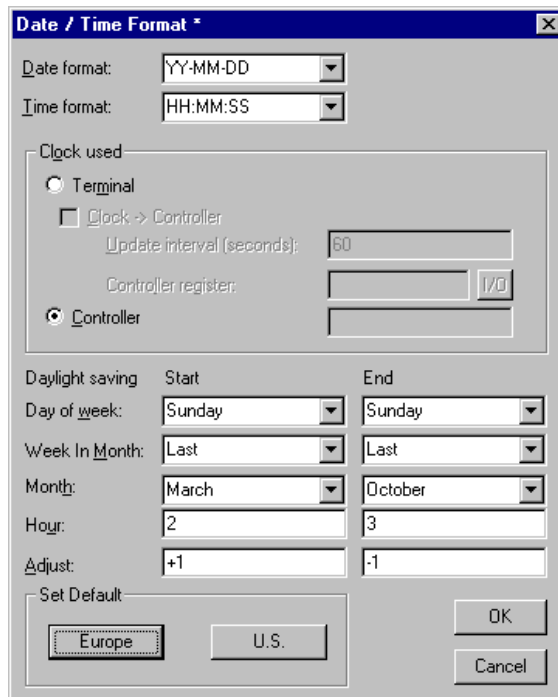 Date / Time Format *
Date format: YY-MM-DD
Time format: HH:MM:SS
Clock used
Terminal
Clock -> Controller
Update interval (seconds): 60
Controller register: I/O
Controller
Daylight saving Start End
Day of week: Sunday Sunday
Week In Month: Last Last
Month: March October
Hour: 2 3
Adjust: +1 -1
Set Default
Europe U.S. OK
Cancel